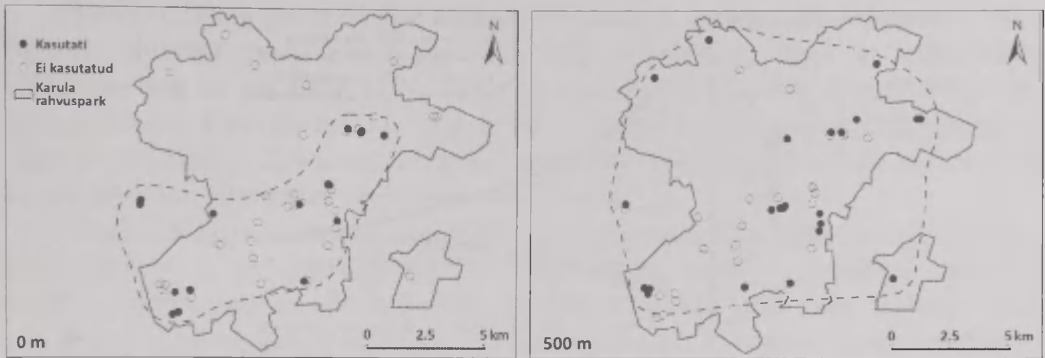 N
Kasutati
Ei kasutatud
Karula
rahvuspark
0 m
0 2.5 5 km
N
500 m
0 2.5 5 km